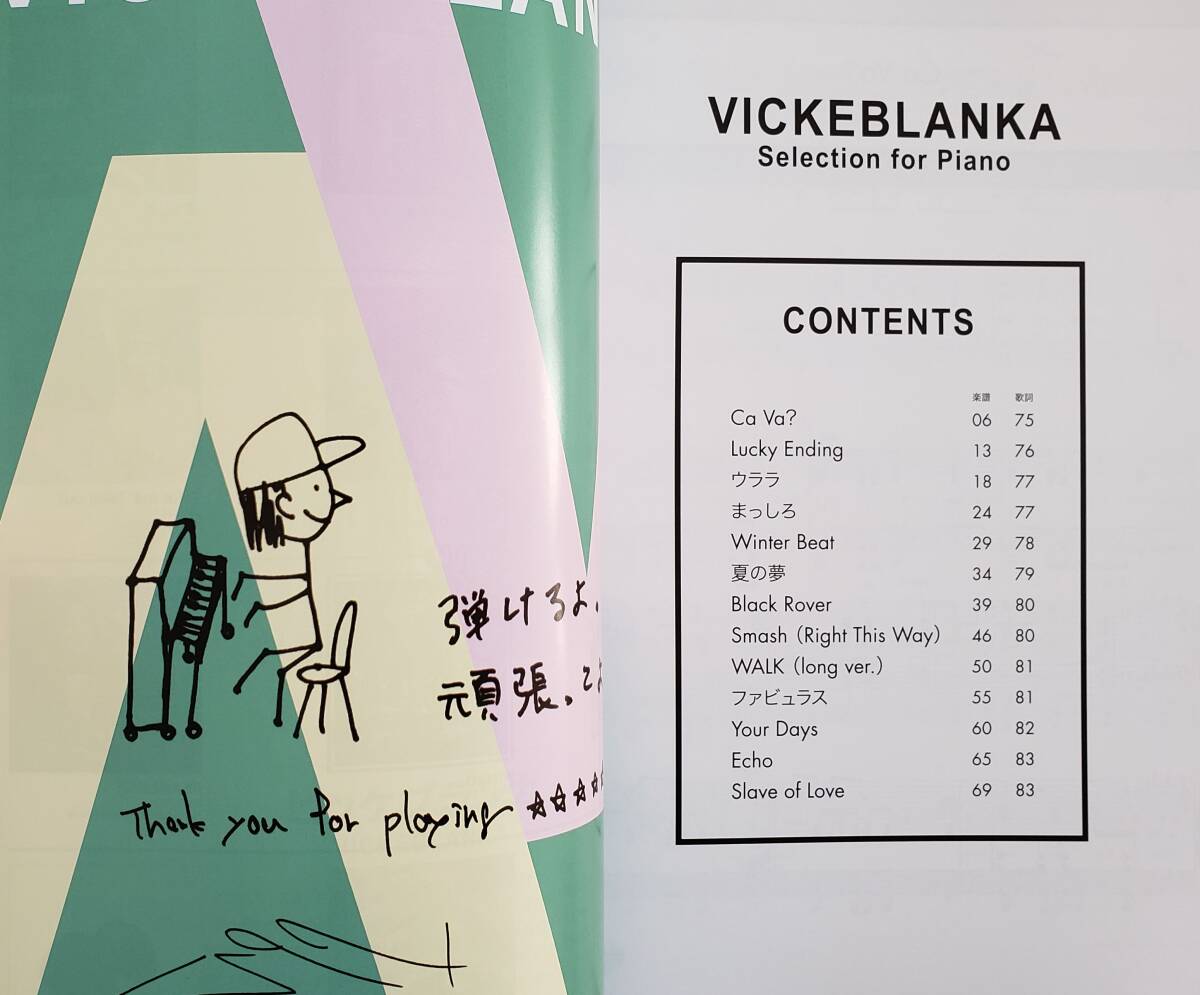 弾けるよ、
頑張ってよ
Thank you for playing ☆☆☆☆☆
VICKEBLANKA
Selection for Piano
CONTENTS
楽譜 歌詞
Ca Va? 06 75
Lucky Ending 13 76
ウララ 18 77
まっしろ 24 77
Winter Beat 29 78
夏の夢 34 79
Black Rover 39 80
Smash (Right This Way) 46 80
WALK (long ver.) 50 81
ファビュラス 55 81
Your Days 60 82
Echo 65 83
Slave of Love 69 83